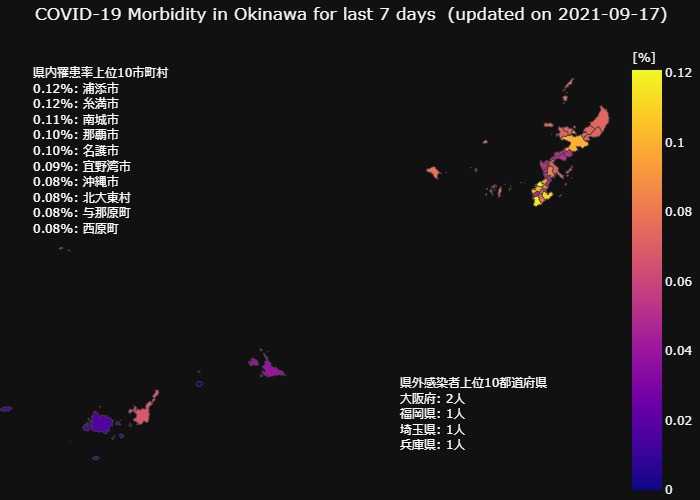 COVID-19 Morbidity in Okinawa for last 7 days  (updated on 2021-09-17)
県内罹患率上位10市町村
0.12%: 浦添市
0.12%: 糸満市
0.11%: 南城市
0.10%: 那覇市
0.10%: 名護市
0.09%: 宜野湾市
0.08%: 沖縄市
0.08%: 北大東村
0.08%: 与那原町
0.08%: 西原町
[%]
0.12
0.1
0.08
0.06
0.04
0.02
0
県外感染者上位10都道府県
大阪府: 2人
福岡県: 1人
埼玉県: 1人
兵庫県: 1人